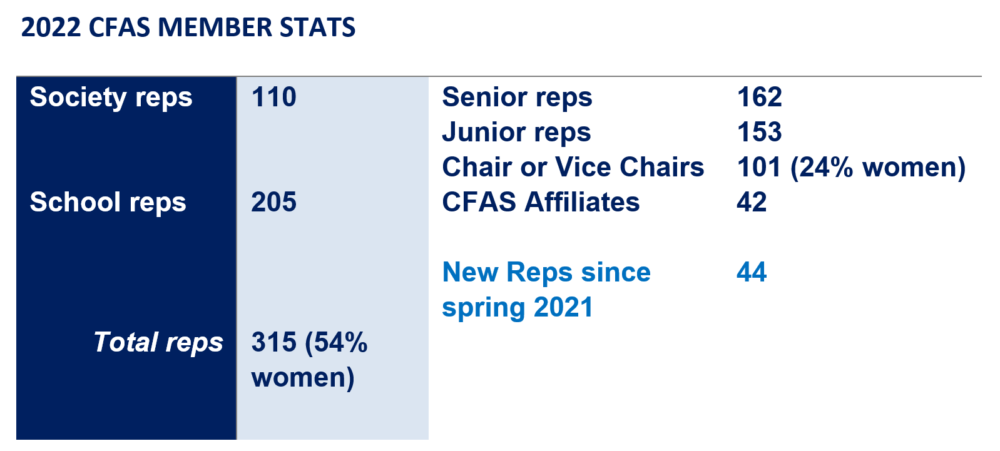 2022 CFAS MEMBER STATS
Society reps 110 Senior reps 162
Junior reps 153
Chair or Vice Chairs 101 (24% women)
School reps 205 CFAS Affiliates 42
New Reps since 44
spring 2021
Total reps 315 (54%
women)